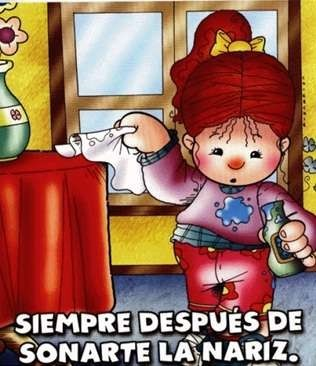 SIEMPRE DESPUÉS DE
SONARTE LA NARIZ.